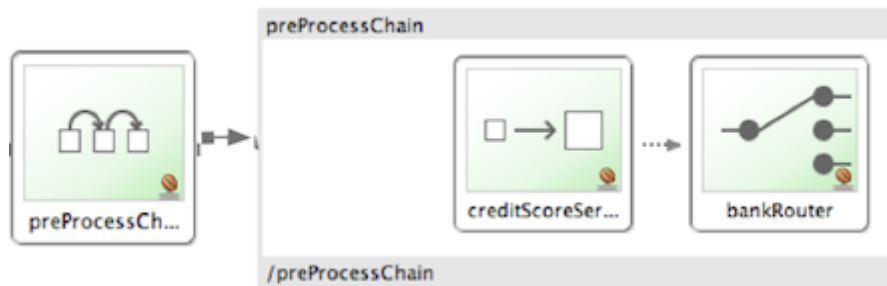 preProcessChain
preProcessCh...
creditScoreSer...
bankRouter
/preProcessChain